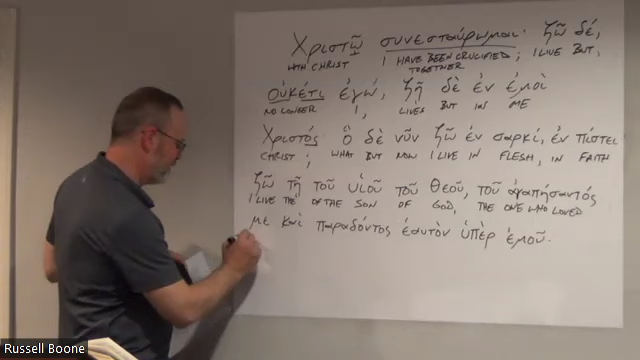 Χριστῷ συνεσταύρωμαι· ζῶ δέ,
WITH CHRIST I HAVE BEEN CRUCIFIED; I LIVE BUT,
TOGETHER
Οὐκέτι ἐγώ, ζῇ δὲ ἐν ἐμοὶ
NO LONGER I, LIVES BUT IN ME
Χριστός ὃ δὲ νῦν ζῶ ἐν σαρκί, ἐν πίστει
CHRIST; WHAT BUT NOW I LIVE IN FLESH, IN FAITH
ζῶ τῇ τοῦ υἱοῦ τοῦ Θεοῦ, τοῦ ἀγαπήσαντός
I LIVE THE OF THE SON OF GOD, THE ONE WHO LOVED
με καὶ παραδόντος ἑαυτὸν ὑπὲρ ἐμοῦ.
Russell Boone